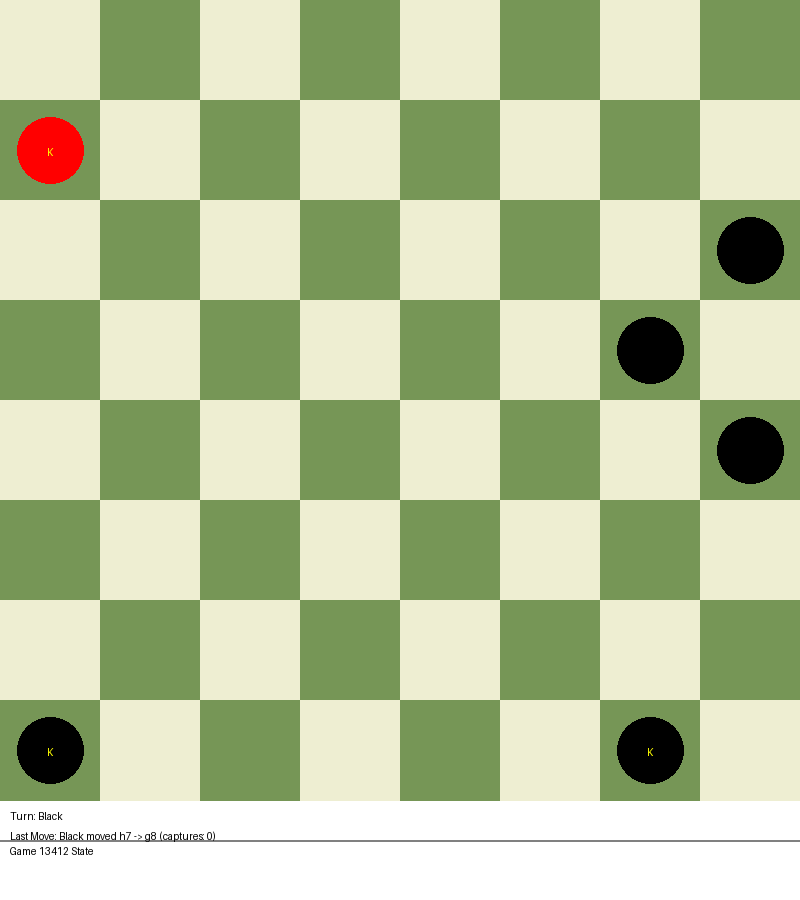 K
K
K
Turn: Black
Last Move: Black moved h7 -> g8 (captures: 0)
Game 13412 State